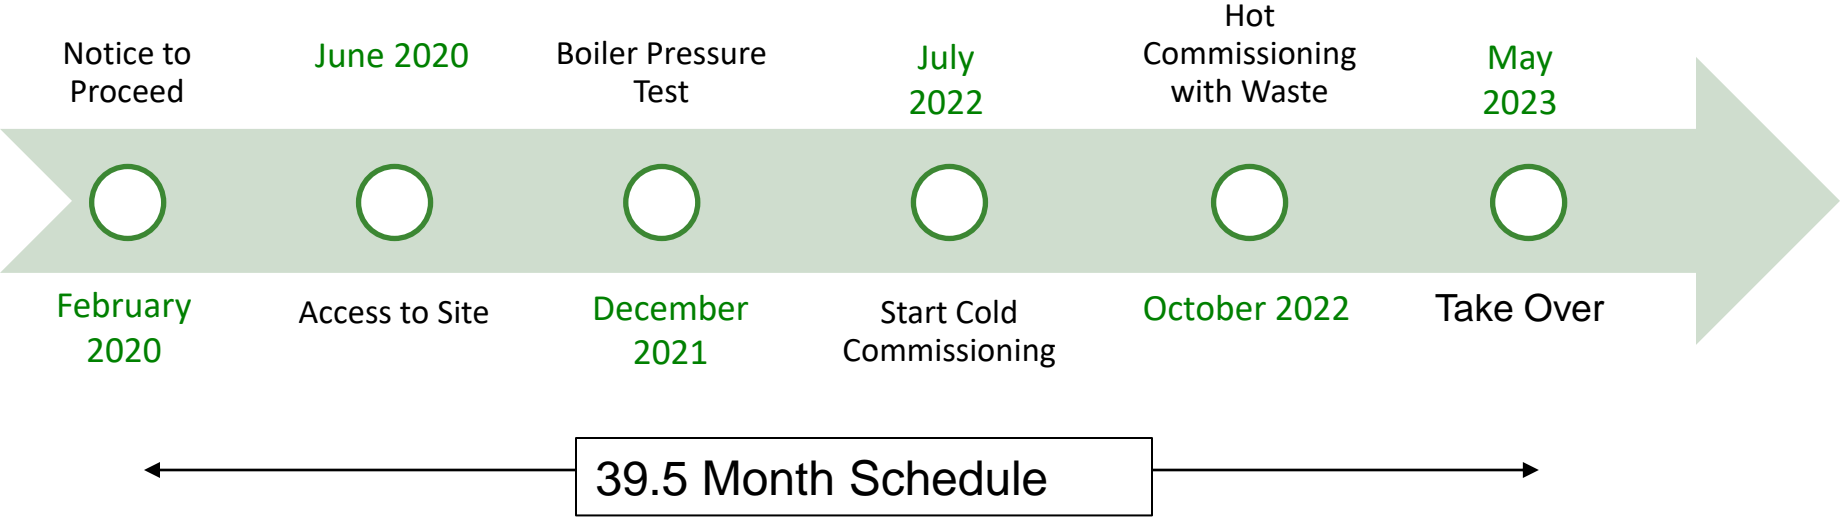 Notice to
Proceed
February
2020
June 2020
Access to Site
Boiler Pressure
Test
December
2021
July
2022
Start Cold
Commissioning
Hot
Commissioning
with Waste
October 2022
May
2023
Take Over
39.5 Month Schedule